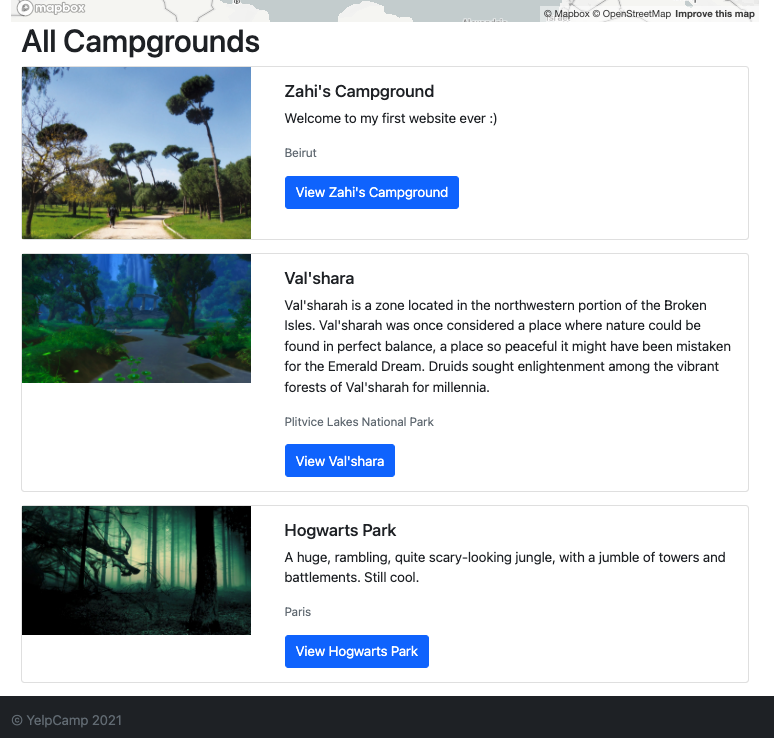 mapbox
© Mapbox © OpenStreetMap Improve this map
All Campgrounds
Zahi's Campground
Welcome to my first website ever :)
Beirut
View Zahi's Campground
Val'shara
Val'sharah is a zone located in the northwestern portion of the Broken
Isles. Val'sharah was once considered a place where nature could be
found in perfect balance, a place so peaceful it might have been mistaken
for the Emerald Dream. Druids sought enlightenment among the vibrant
forests of Val'sharah for millennia.
Plitvice Lakes National Park
View Val'shara
Hogwarts Park
A huge, rambling, quite scary-looking jungle, with a jumble of towers and
battlements. Still cool.
Paris
View Hogwarts Park
© YelpCamp 2021